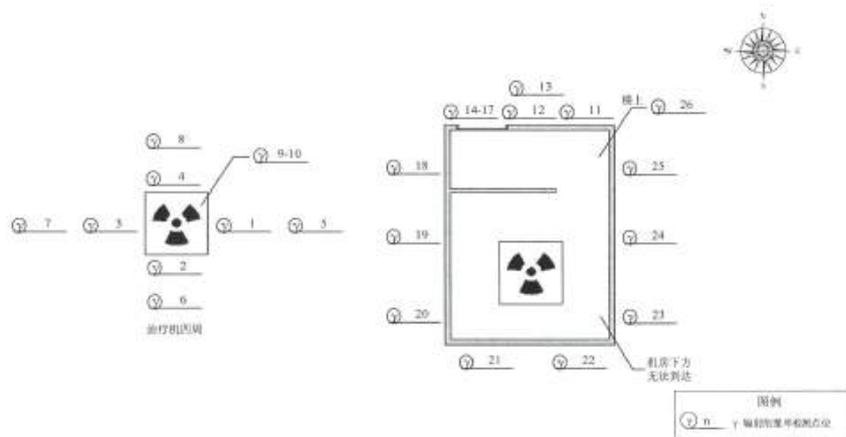 N
W
E
S
γ 13
γ 14-17 γ 12 γ 11
楼上 γ 26
γ 8
γ 9-10
γ 18
γ 25
γ 4
γ 7 γ 3 γ 1 γ 5
γ 19
γ 24
γ 2
γ 6
γ 20
γ 23
治疗机四周
γ 21 γ 22
机房下方
无法到达
图例
γ n γ 辐射剂量率检测点位